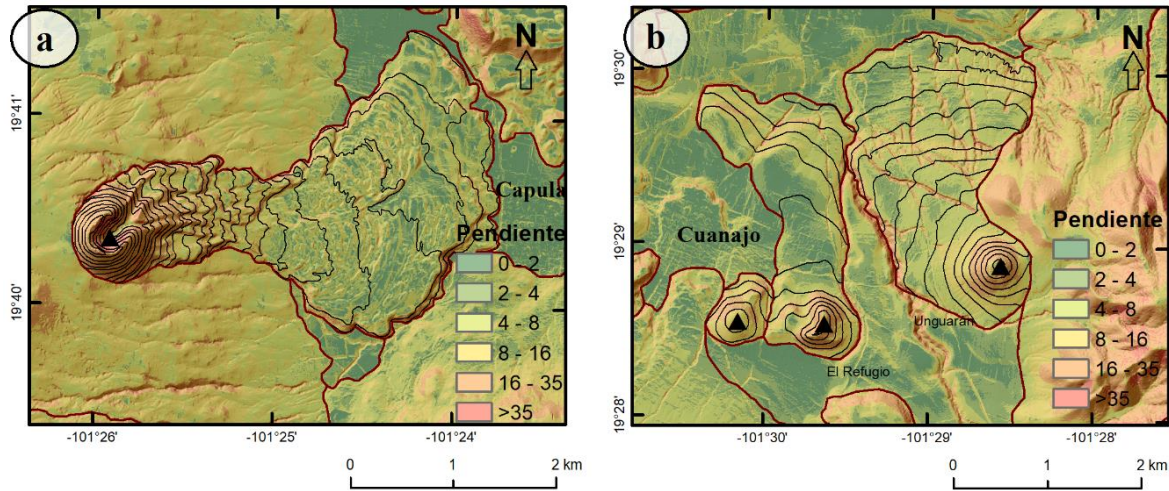 a
N
19°41'
19°40'
Capula
Pendiente
0 - 2
2 - 4
4 - 8
8 - 16
16 - 35
>35
-101°26'
-101°25'
-101°24'
0 1 2 km
b
N
19°30'
19°29'
19°28'
Cuanajo
Unguarán
El Refugio
Pendiente
0 - 2
2 - 4
4 - 8
8 - 16
16 - 35
>35
-101°30'
-101°29'
-101°28'
0 1 2 km